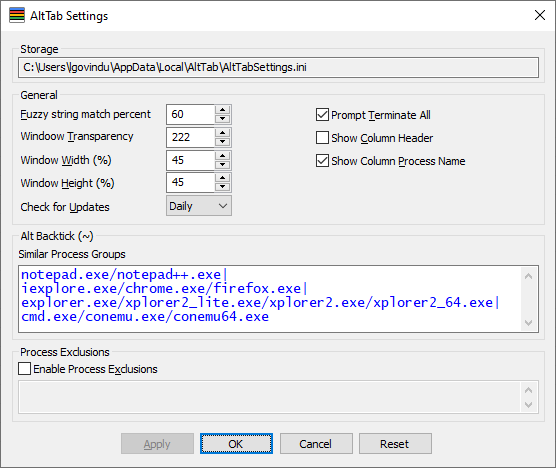 AltTab Settings
Storage
C:\Users\lgovindu\AppData\Local\AltTab\AltTabSettings.ini
General
Fuzzy string match percent 60 Prompt Terminate All
Windoow Transparency 222 Show Column Header
Window Width (%) 45 Show Column Process Name
Window Height (%) 45
Check for Updates Daily
Alt Backtick (~)
Similar Process Groups
notepad.exe/notepad++.exe|
iexplore.exe/chrome.exe/firefox.exe|
explorer.exe/xplorer2_lite.exe/xplorer2.exe/xplorer2_64.exe|
cmd.exe/conemu.exe/conemu64.exe
Process Exclusions
Enable Process Exclusions
Apply OK Cancel Reset